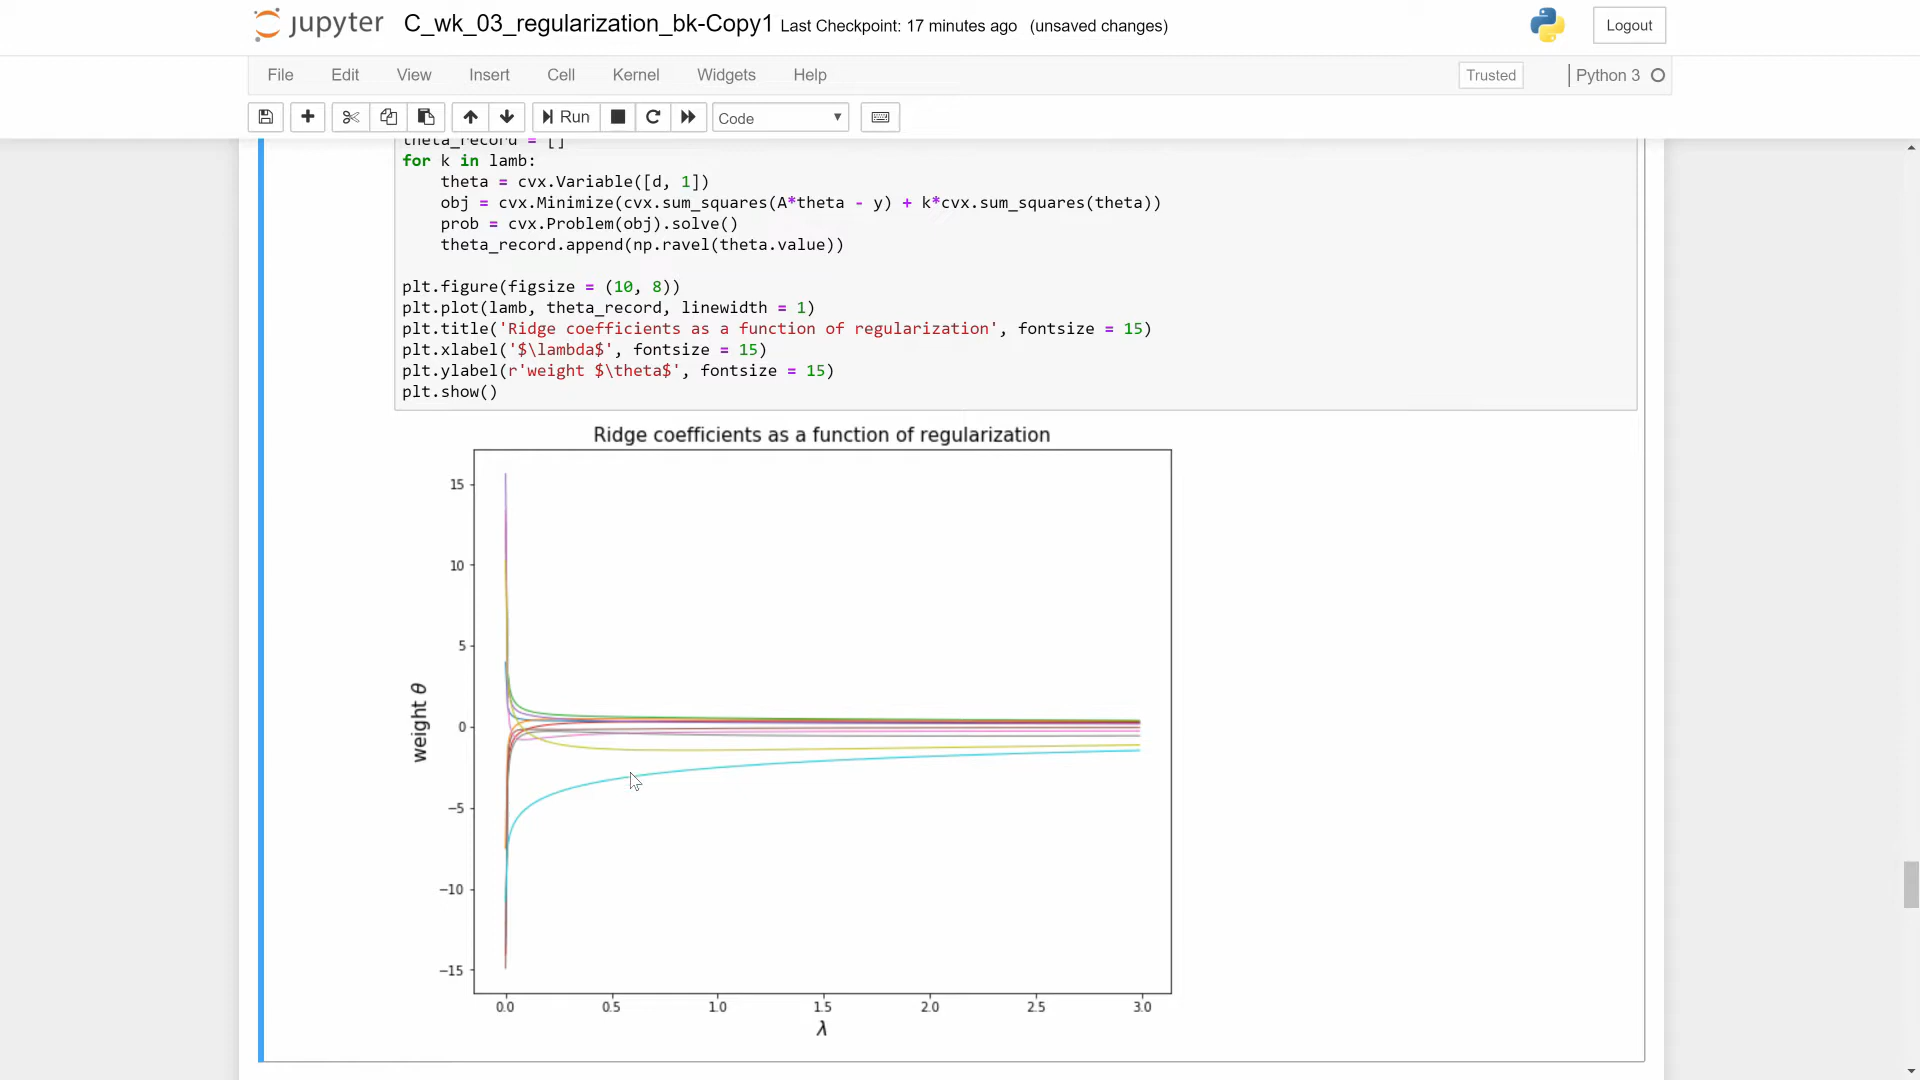 jupyter C_wk_03_regularization_bk-Copy1 Last Checkpoint: 17 minutes ago (unsaved changes) Logout
File Edit View Insert Cell Kernel Widgets Help Trusted Python 3
Run Code
theta_record = []
for k in lamb:
    theta = cvx.Variable([d, 1])
    obj = cvx.Minimize(cvx.sum_squares(A*theta - y) + k*cvx.sum_squares(theta))
    prob = cvx.Problem(obj).solve()
    theta_record.append(np.ravel(theta.value))
plt.figure(figsize = (10, 8))
plt.plot(lamb, theta_record, linewidth = 1)
plt.title('Ridge coefficients as a function of regularization', fontsize = 15)
plt.xlabel('$\lambda$', fontsize = 15)
plt.ylabel(r'weight $\theta$', fontsize = 15)
plt.show()
Ridge coefficients as a function of regularization
15
10
5
0
−5
−10
−15
weight θ
0.0 0.5 1.0 1.5 2.0 2.5 3.0
λ